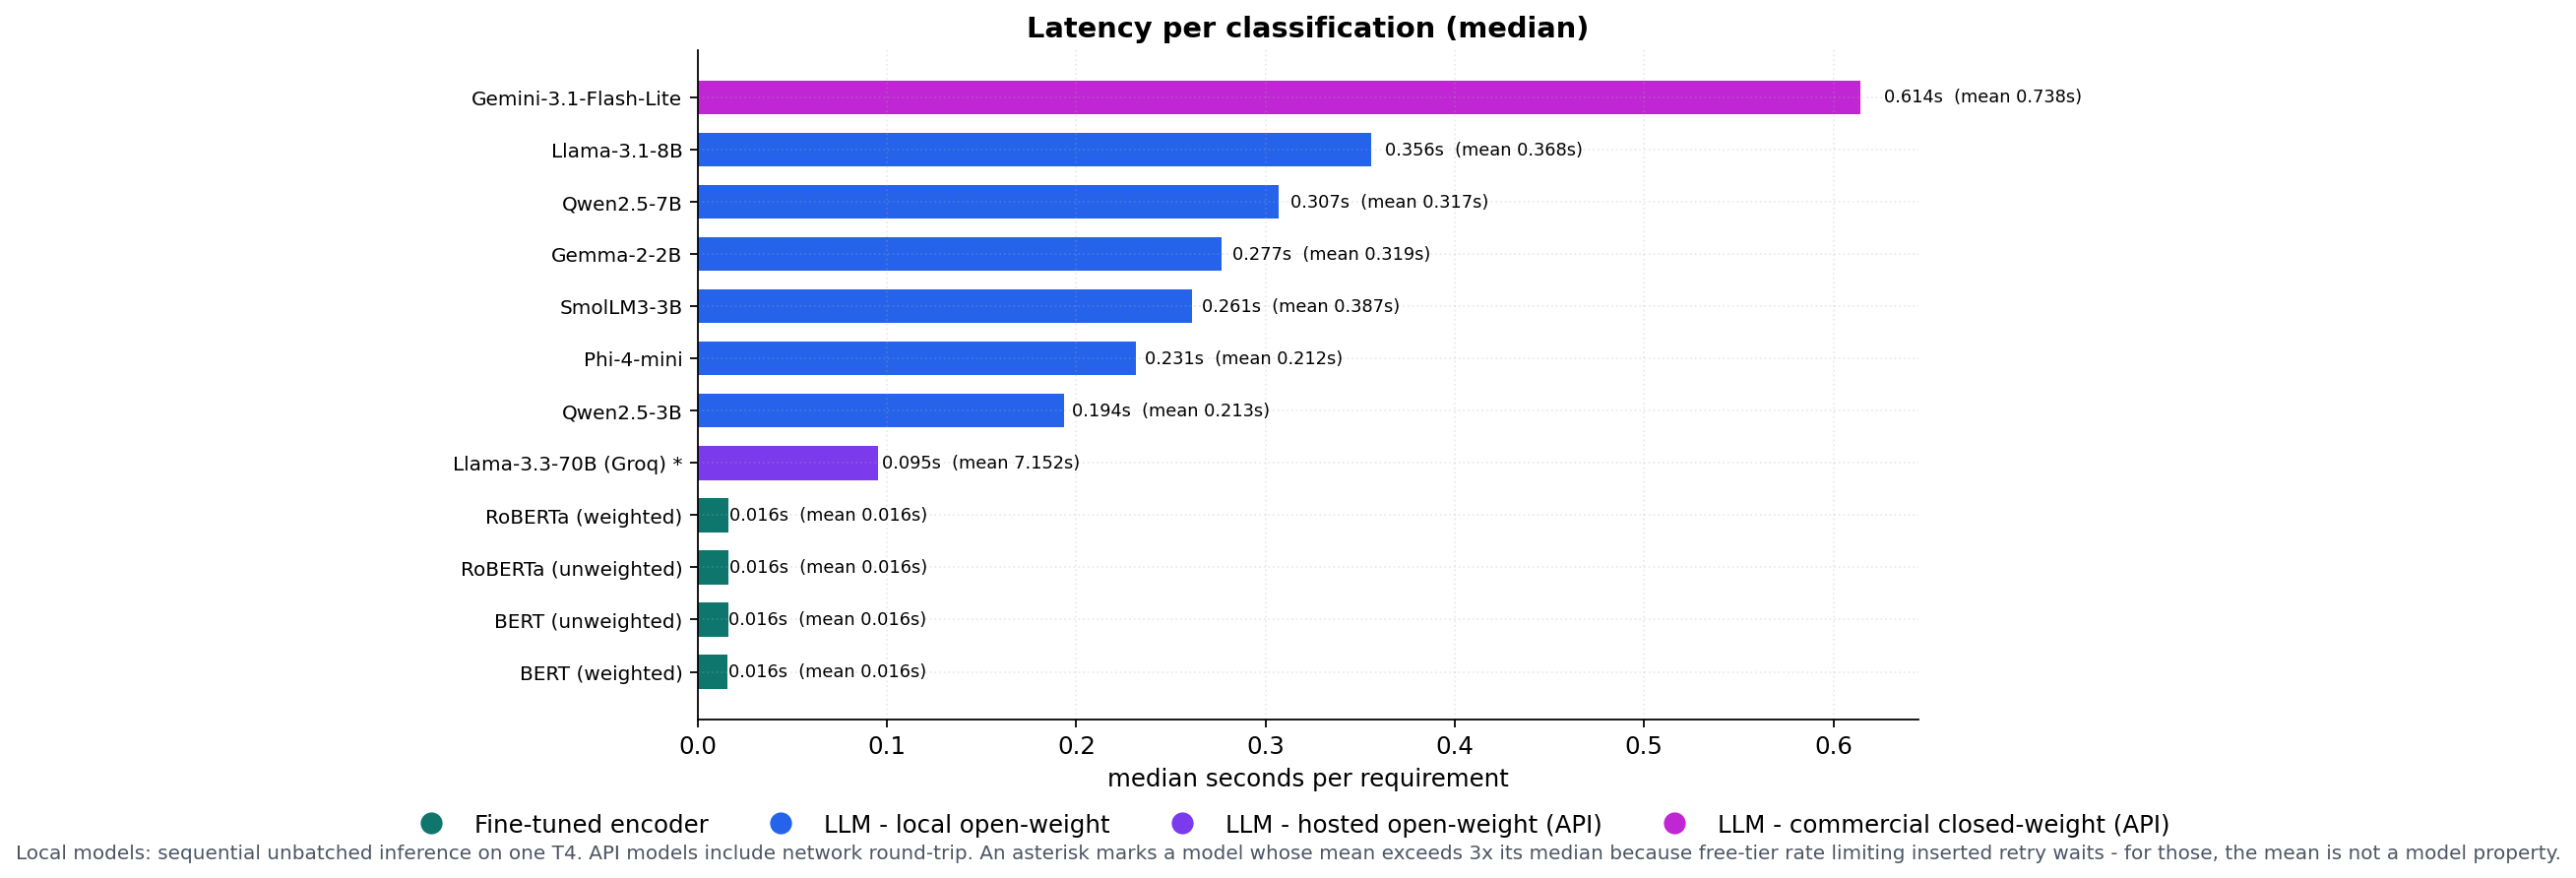 Latency per classification (median)
Gemini-3.1-Flash-Lite 0.614s (mean 0.738s)
Llama-3.1-8B 0.356s (mean 0.368s)
Qwen2.5-7B 0.307s (mean 0.317s)
Gemma-2-2B 0.277s (mean 0.319s)
SmolLM3-3B 0.261s (mean 0.387s)
Phi-4-mini 0.231s (mean 0.212s)
Qwen2.5-3B 0.194s (mean 0.213s)
Llama-3.3-70B (Groq) * 0.095s (mean 7.152s)
RoBERTa (weighted) 0.016s (mean 0.016s)
RoBERTa (unweighted) 0.016s (mean 0.016s)
BERT (unweighted) 0.016s (mean 0.016s)
BERT (weighted) 0.016s (mean 0.016s)
0.0 0.1 0.2 0.3 0.4 0.5 0.6
median seconds per requirement
Fine-tuned encoder LLM - local open-weight LLM - hosted open-weight (API) LLM - commercial closed-weight (API)
Local models: sequential unbatched inference on one T4. API models include network round-trip. An asterisk marks a model whose mean exceeds 3x its median because free-tier rate limiting inserted retry waits - for those, the mean is not a model property.